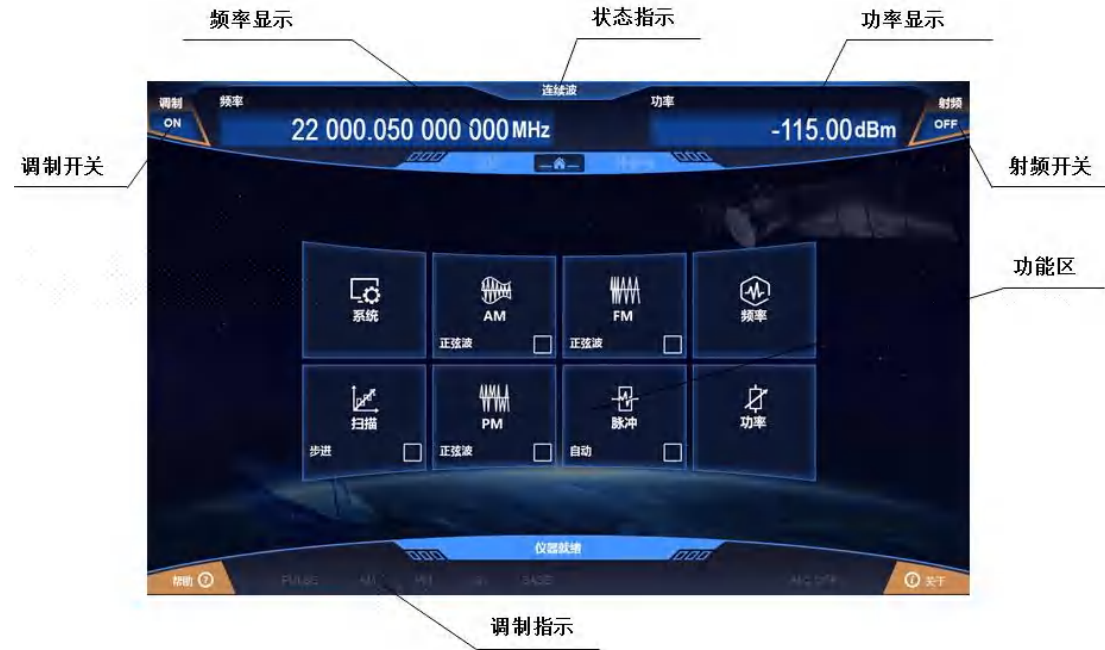 频率显示
状态指示
功率显示
连续波
调制
频率
功率
射频
ON
22 000.050 000 000 MHz
-115.00 dBm
OFF
调制开关
射频开关
功能区
系统
AM
正弦波
FM
正弦波
频率
扫描
步进
PM
正弦波
脉冲
自动
功率
仪器就绪
帮助
PULSE
关于
调制指示